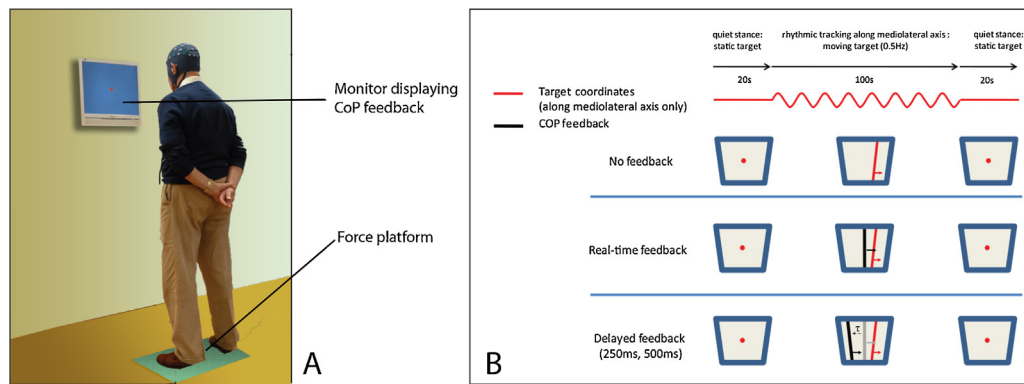 Monitor displaying
CoP feedback
Force platform
A
quiet stance:
static target
rhythmic tracking along mediolateral axis :
moving target (0.5Hz)
quiet stance:
static target
20s
100s
20s
Target coordinates
(along mediolateral axis only)
COP feedback
No feedback
Real-time feedback
Delayed feedback
(250ms, 500ms)
τ
B